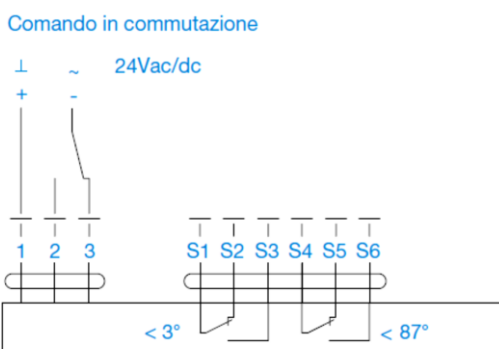 Comando in commutazione
⊥ ~ 24Vac/dc
+ -
1 2 3 S1 S2 S3 S4 S5 S6
< 3° < 87°